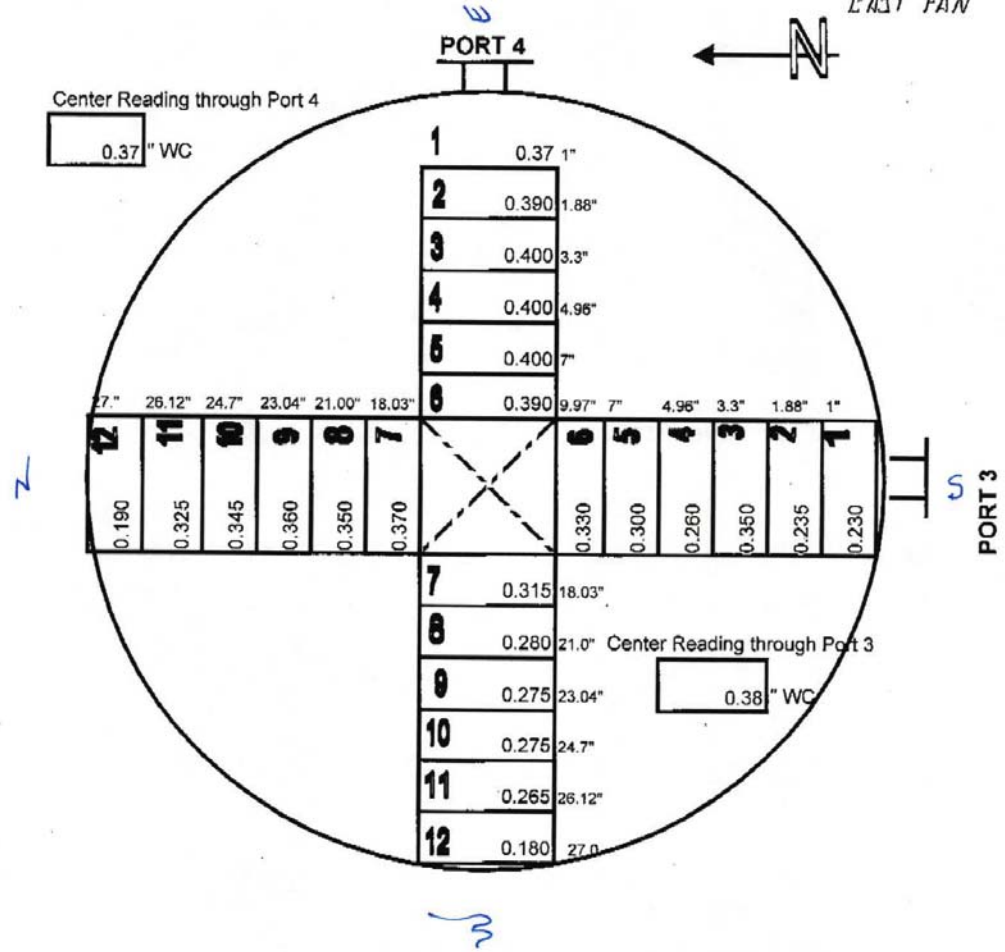 EAST FAN
E
PORT 4
N
Center Reading through Port 4
0.37 " WC
1 0.37 1"
2 0.390 1.88"
3 0.400 3.3"
4 0.400 4.96"
5 0.400 7"
6 0.390 9.97"
27." 26.12" 24.7" 23.04" 21.00" 18.03"
7" 4.96" 3.3" 1.88" 1"
12 11 10 9 8 7
6 5 4 3 2 1
0.190 0.325 0.345 0.360 0.350 0.370
0.330 0.300 0.260 0.350 0.235 0.230
N
S
PORT 3
7 0.315 18.03"
8 0.280 21.0"
Center Reading through Port 3
0.38 " WC
9 0.275 23.04"
10 0.275 24.7"
11 0.265 26.12"
12 0.180 27.0